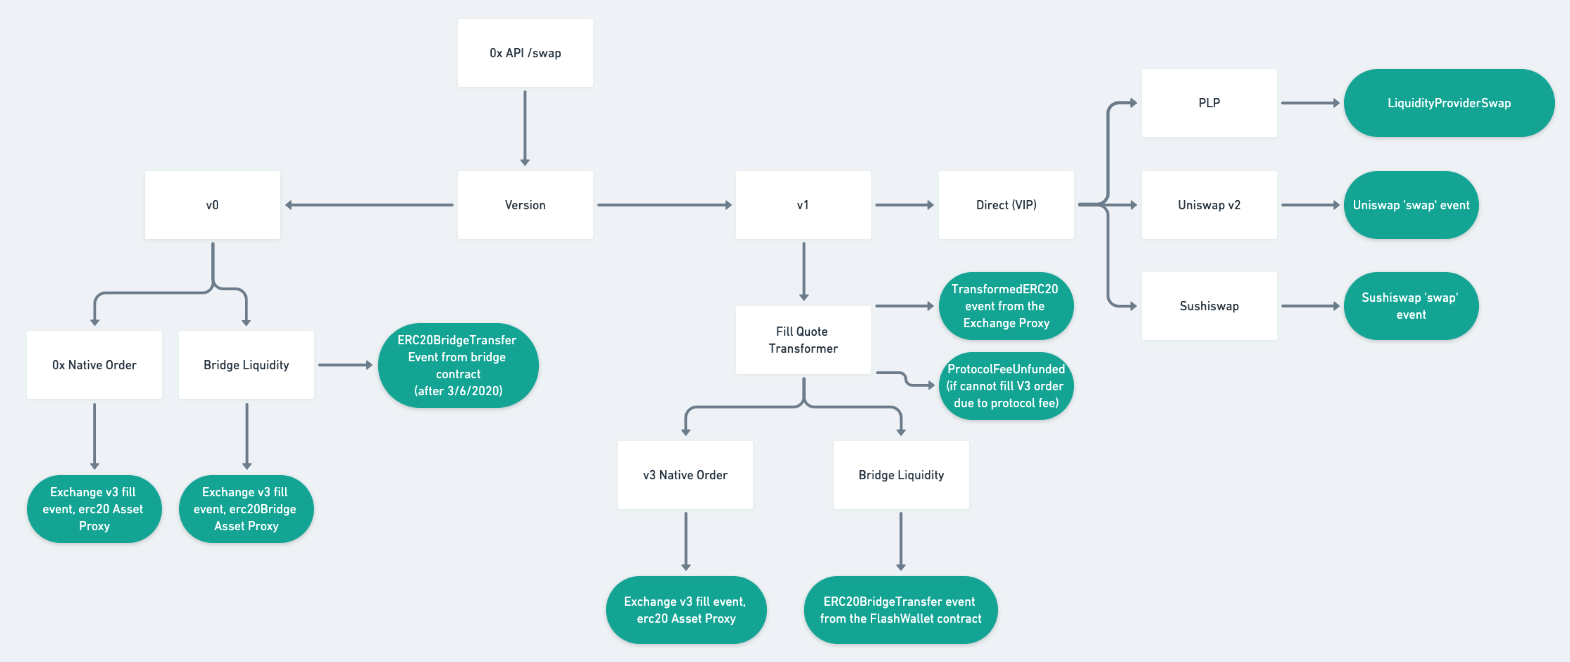 0x API /swap
PLP
LiquidityProviderSwap
v0
Version
v1
Direct (VIP)
Uniswap v2
Uniswap 'swap' event
TransformedERC20
event from the
Exchange Proxy
Sushiswap
Sushiswap 'swap'
event
Fill Quote
Transformer
0x Native Order
Bridge Liquidity
ERC20BridgeTransfer
Event from bridge
contract
(after 3/6/2020)
ProtocolFeeUnfunded
(if cannot fill V3 order
due to protocol fee)
v3 Native Order
Bridge Liquidity
Exchange v3 fill
event, erc20 Asset
Proxy
Exchange v3 fill
event, erc20Bridge
Asset Proxy
Exchange v3 fill event,
erc20 Asset Proxy
ERC20BridgeTransfer event
from the FlashWallet contract